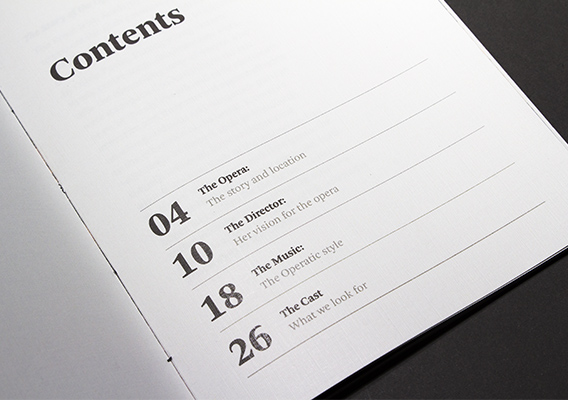 Contents
04
The Opera:
The story and location
10
The Director:
Her vision for the opera
18
The Music:
The Operatic style
26
The Cast
What we look for